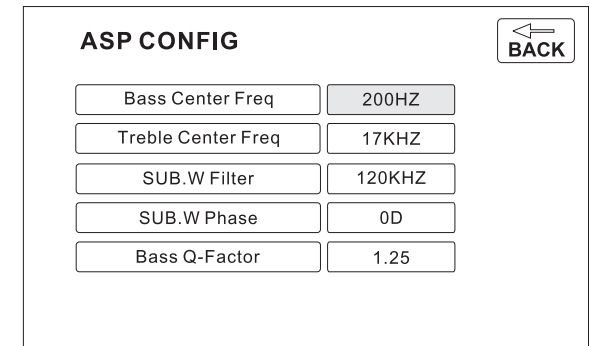 ASP CONFIG
BACK
Bass Center Freq 200HZ
Treble Center Freq 17KHZ
SUB.W Filter 120KHZ
SUB.W Phase 0D
Bass Q-Factor 1.25